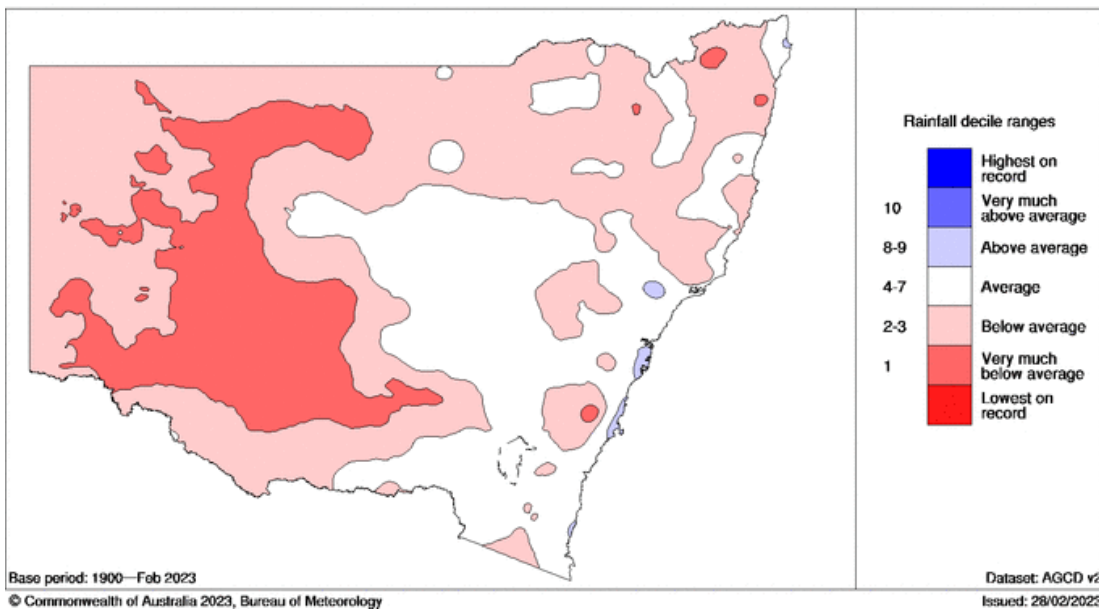 Rainfall decile ranges
Highest on
record
10
Very much
above average
8-9
Above average
4-7
Average
2-3
Below average
1
Very much
below average
Lowest on
record
Base period: 1900—Feb 2023
Dataset: AGCD v2
© Commonwealth of Australia 2023, Bureau of Meteorology
Issued: 28/02/2023